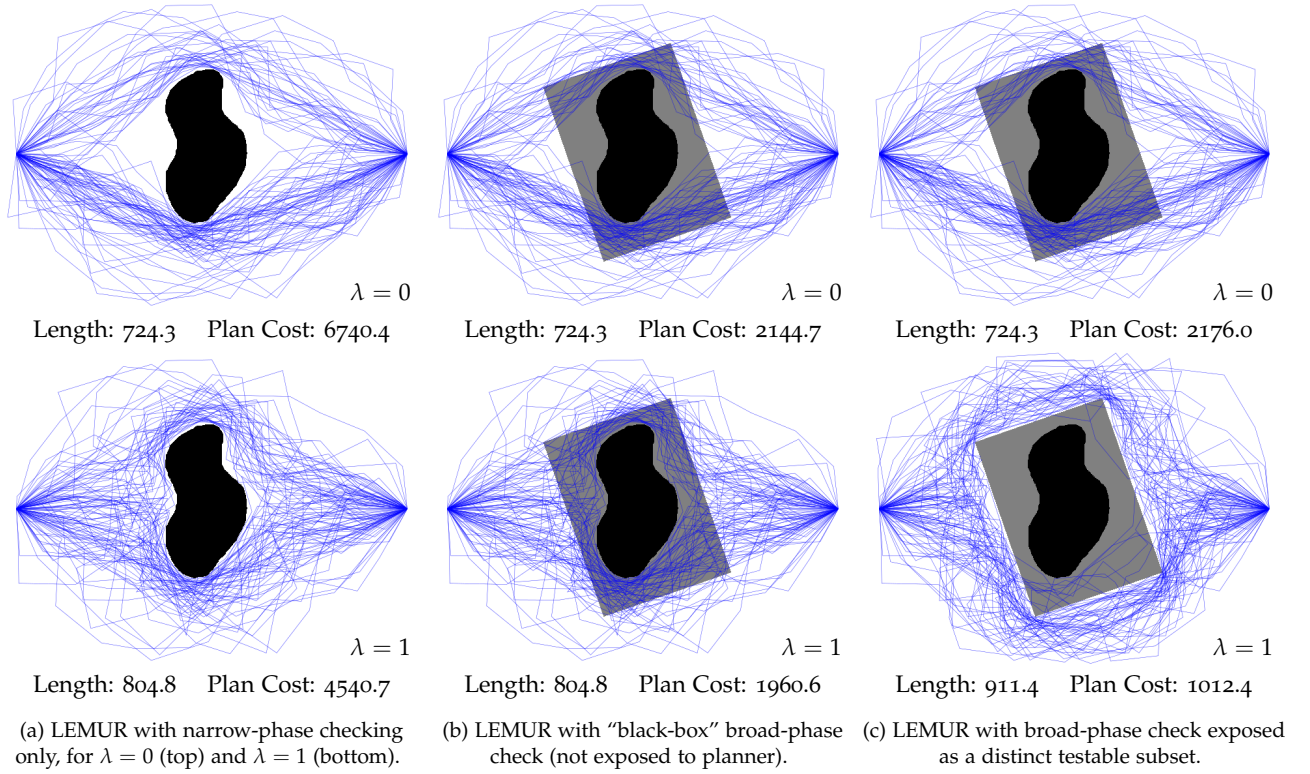 λ = 0
Length: 724.3 Plan Cost: 6740.4
λ = 0
Length: 724.3 Plan Cost: 2144.7
λ = 0
Length: 724.3 Plan Cost: 2176.0
λ = 1
Length: 804.8 Plan Cost: 4540.7
λ = 1
Length: 804.8 Plan Cost: 1960.6
λ = 1
Length: 911.4 Plan Cost: 1012.4
(a) LEMUR with narrow-phase checking
only, for λ = 0 (top) and λ = 1 (bottom).
(b) LEMUR with “black-box” broad-phase
check (not exposed to planner).
(c) LEMUR with broad-phase check exposed
as a distinct testable subset.